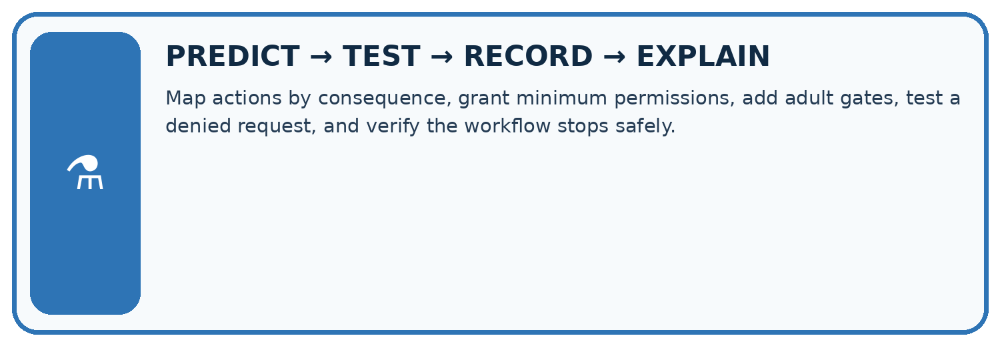 PREDICT → TEST → RECORD → EXPLAIN
Map actions by consequence, grant minimum permissions, add adult gates, test a
denied request, and verify the workflow stops safely.